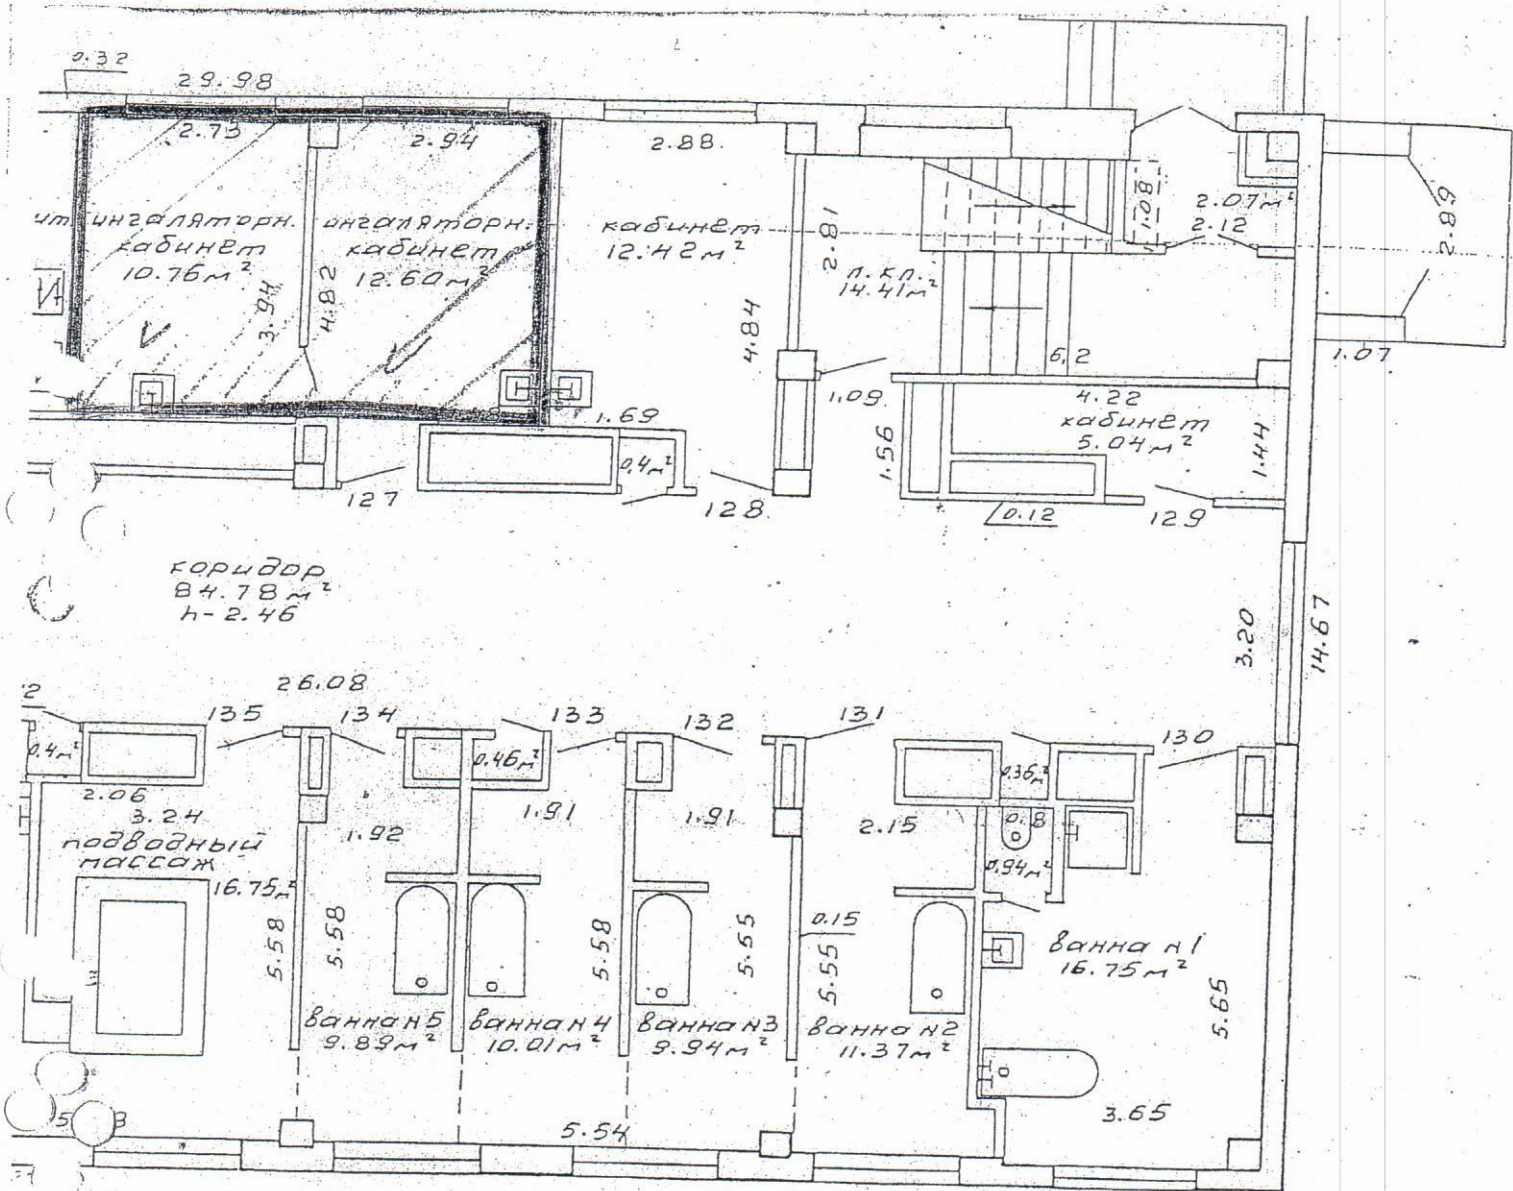 0.32
29.98
2.73
2.94
2.88.
ит
ингаляторн.
кабинет
10.76м²
3.94
ингаляторн.
кабинет
12.60м²
4.82
кабинет
12.42м²
4.84
2.81
л. кл.
14.41м²
1.08
2.07м²
2.12
2.89
1.07
6,2
1.09.
4.22
кабинет
5.04м²
1.44
1.56
1.69
0,4м²
127
128.
0.12
129
коридор
84.78м²
h-2.46
3.20
14.67
26.08
2
135
134
133
132
131
130
0.4м²
0.46м²
0.36м²
2.06
3.24
подводный
массаж
16.75м²
1.92
1.91
1.91
2.15
0.8
0.94м²
5.58
5.58
5.58
5.55
0.15
5.55
ванна н1
16.75м²
5.65
ванна н5
9.89м²
ванна н4
10.01м²
ванна н3
9.94м²
ванна н2
11.37м²
3.65
5.54